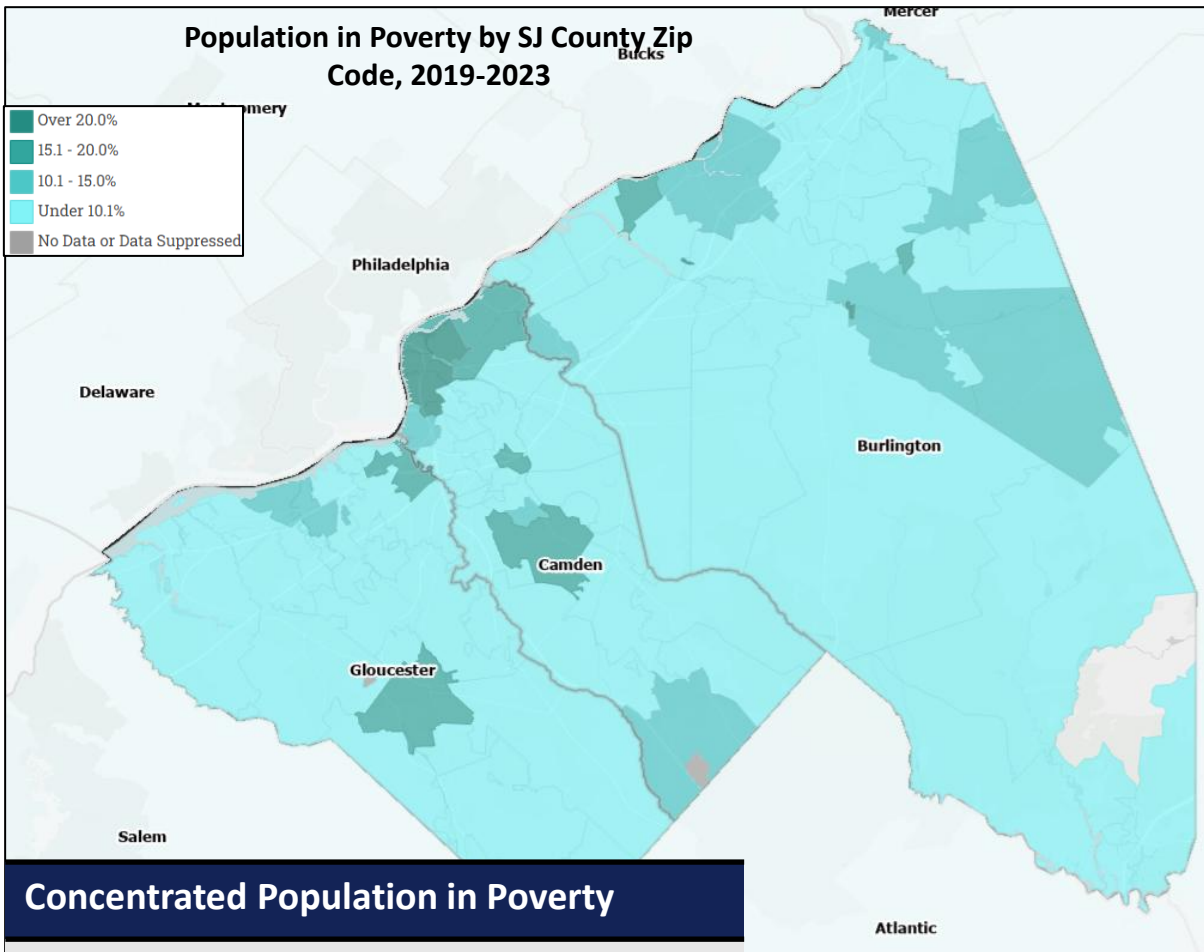 Mercer
Population in Poverty by SJ County Zip
Code, 2019-2023
Bucks
Over 20.0%
15.1 - 20.0%
10.1 - 15.0%
Under 10.1%
No Data or Data Suppressed
Philadelphia
Delaware
Burlington
Camden
Gloucester
Salem
Concentrated Population in Poverty
Atlantic